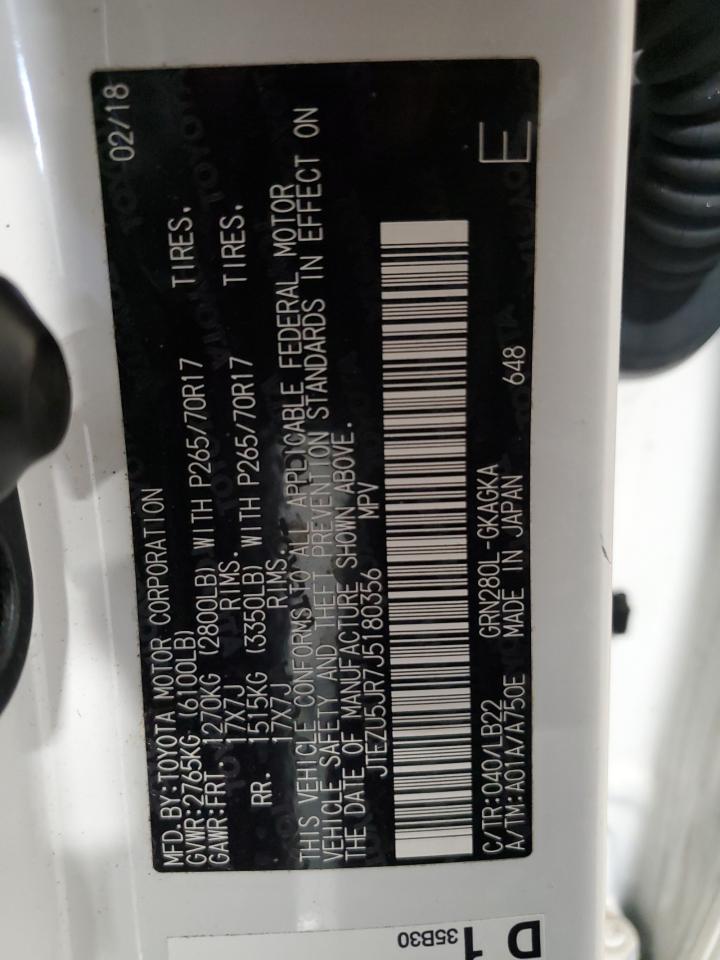 MFD. BY:TOYOTA MOTOR CORPORATION 02/18
GVWR:2765KG (6100LB)
GAWR:FRT. 1270KG (2800LB) WITH P265/70R17 TIRES,
17X7J RIMS.
RR. 1515KG (3350LB) WITH P265/70R17 TIRES,
17X7J RIMS.
THIS VEHICLE CONFORMS TO ALL APPLICABLE FEDERAL MOTOR
VEHICLE SAFETY AND THEFT PREVENTION STANDARDS IN EFFECT ON
THE DATE OF MANUFACTURE SHOWN ABOVE.
JTEZU5JR7J5180356 MPV
C/TR:040/LB22 GRN280L-GKAGKA
A/TM:A01A/A750E MADE IN JAPAN 648 E
D 1
35B30